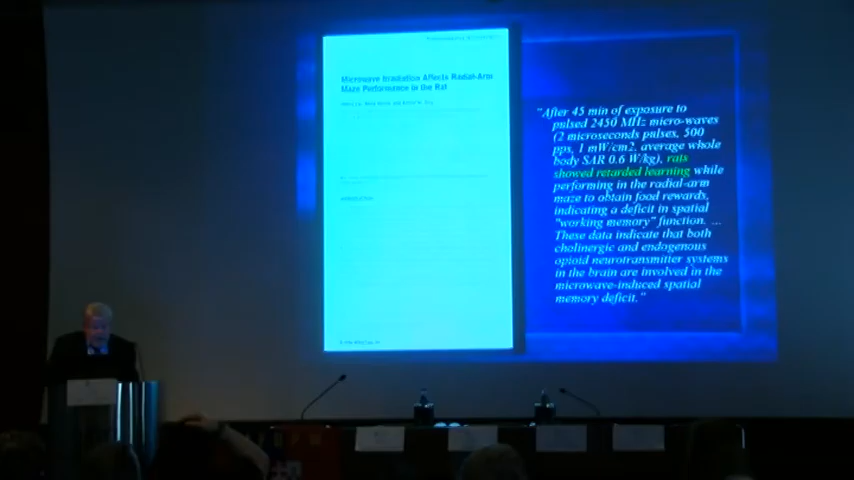 Microwave Irradiation Affects Radial-Arm
Maze Performance in the Rat
"After 45 min of exposure to
pulsed 2450 MHz micro-waves
(2 microseconds pulses, 500
pps, 1 mW/cm2. average whole
body SAR 0.6 W/kg), rats
showed retarded learning while
performing in the radial-arm
maze to obtain food rewards,
indicating a deficit in spatial
"working memory" function. ...
These data indicate that both
cholinergic and endogenous
opioid neurotransmitter systems
in the brain are involved in the
microwave-induced spatial
memory deficit."